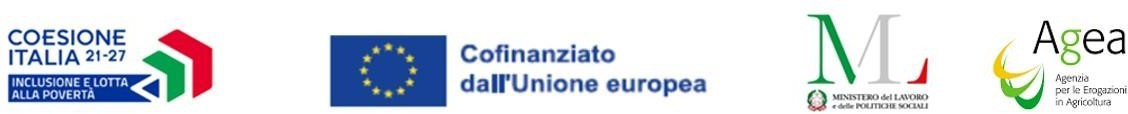 COESIONE
ITALIA 21-27
INCLUSIONE E LOTTA
ALLA POVERTÀ
Cofinanziato
dall'Unione europea
ML
MINISTERO del LAVORO
e delle POLITICHE SOCIALI
Agea
Agenzia
per le Erogazioni
in Agricoltura